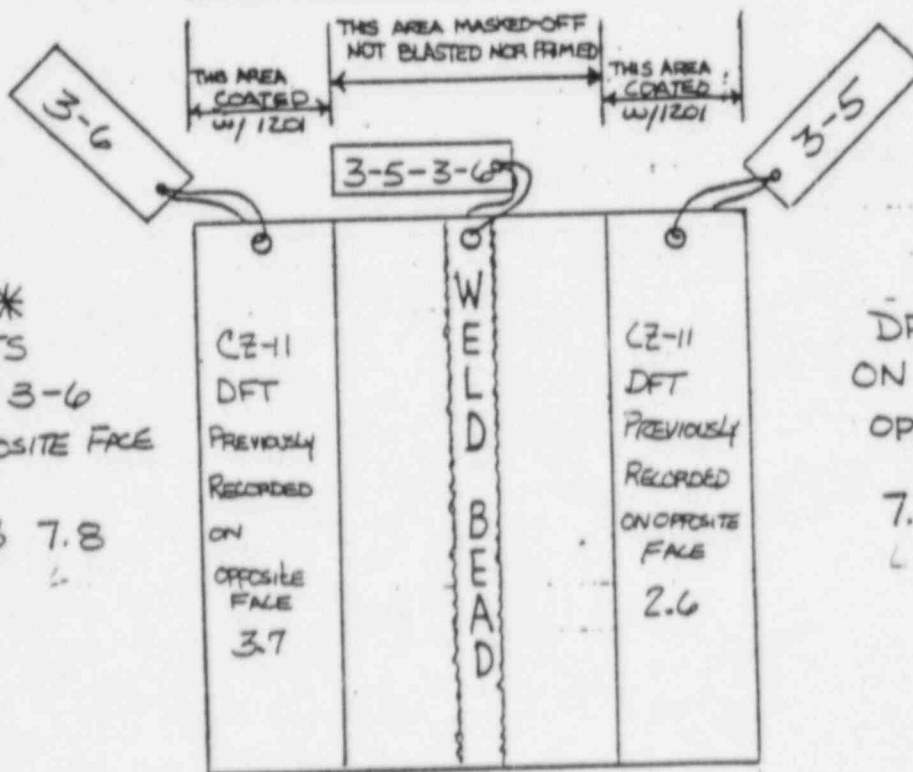 THIS AREA MASKED-OFF
NOT BLASTED NOR PRIMED
THIS AREA
COATED
w/ 1201
THIS AREA
COATED
w/1201
3-6
3-5-3-6
3-5
3-6
OPPOSITE FACE
7.8
CZ-11
DFT
PREVIOUSLY
RECORDED
ON
OPPOSITE
FACE
3.7
WELD BEAD
CZ-11
DFT
PREVIOUSLY
RECORDED
ON OPPOSITE
FACE
2.6
ON
7.